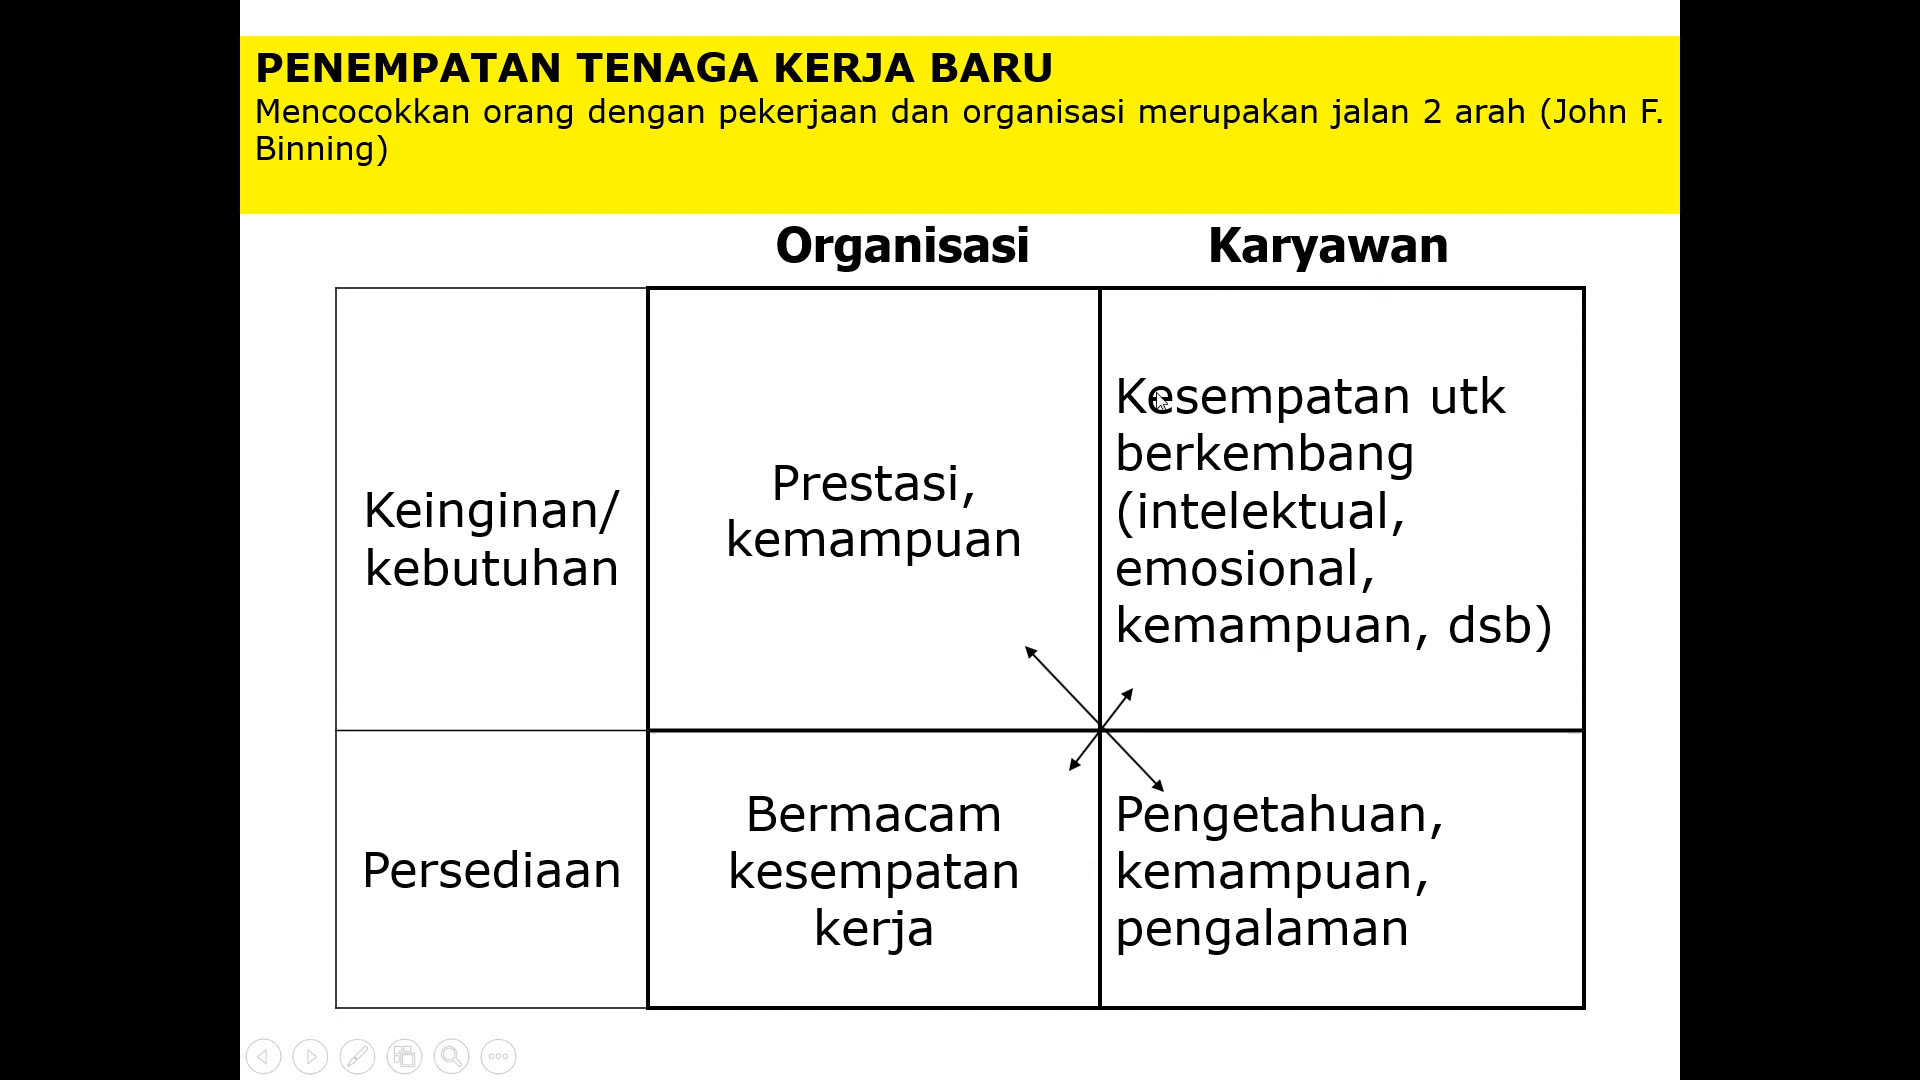 PENEMPATAN TENAGA KERJA BARU
Mencocokkan orang dengan pekerjaan dan organisasi merupakan jalan 2 arah (John F.
Binning)
Organisasi
Karyawan
Keinginan/
kebutuhan
Prestasi,
kemampuan
Kesempatan utk
berkembang
(intelektual,
emosional,
kemampuan, dsb)
Persediaan
Bermacam
kesempatan
kerja
Pengetahuan,
kemampuan,
pengalaman